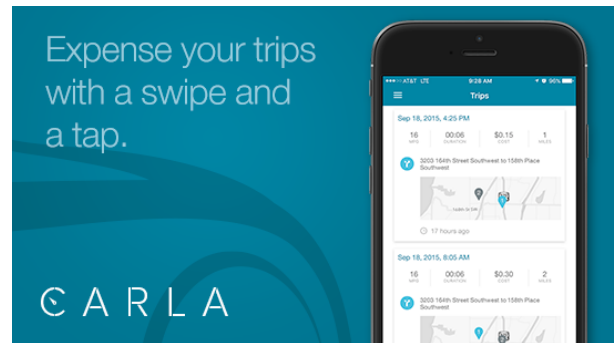 Expense your trips
with a swipe and
a tap.
CARLA
AT&T LTE 9:28 AM 96%
Trips
Sep 18, 2015, 4:25 PM
16 00:06 $0.15 1
MPG DURATION COST MILES
3203 164th Street Southwest to 158th Place
Southwest
17 hours ago
Sep 18, 2015, 8:05 AM
16 00:06 $0.30 2
MPG DURATION COST MILES
3203 164th Street Southwest to 158th Place
Southwest